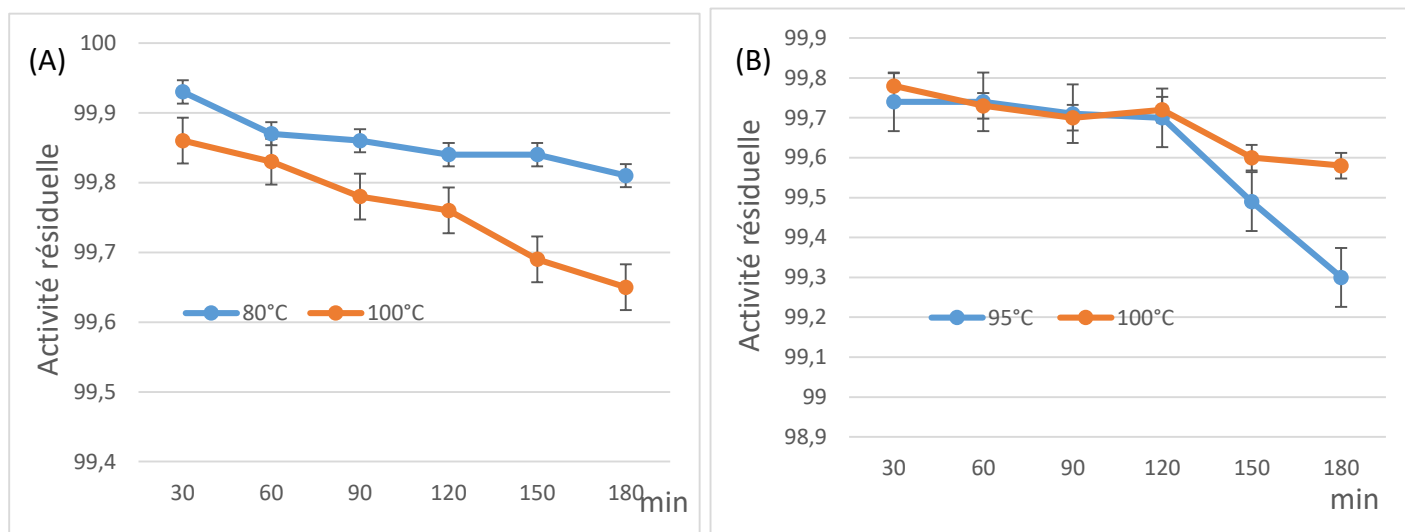 (A)
Activité résiduelle
100
99,9
99,8
99,7
99,6
99,5
99,4
80°C 100°C
30 60 90 120 150 180
min
(B)
Activité résiduelle
99,9
99,8
99,7
99,6
99,5
99,4
99,3
99,2
99,1
99
98,9
95°C 100°C
30 60 90 120 150 180
min